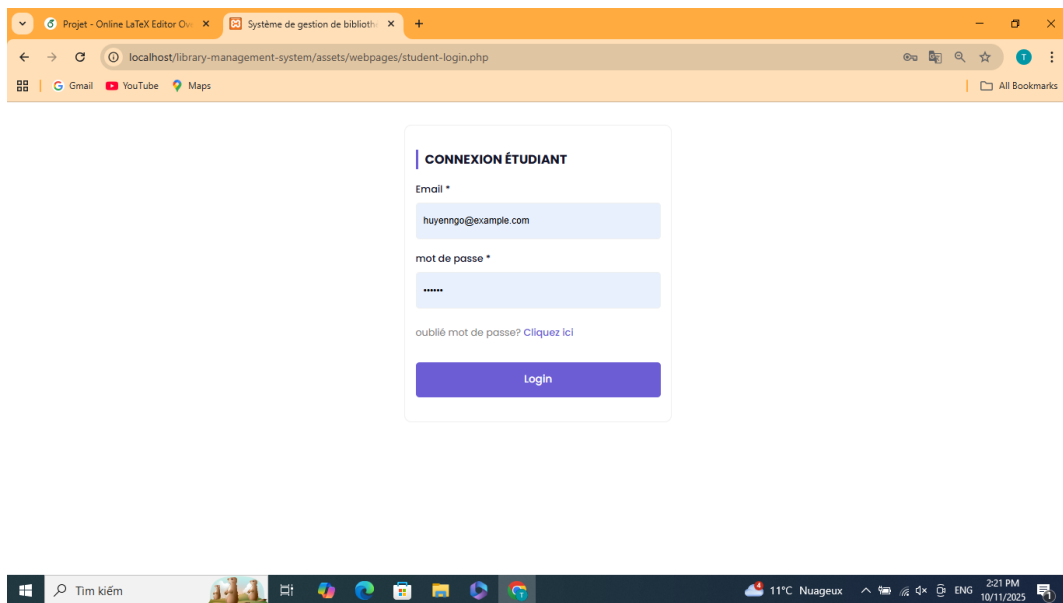 Projet - Online LaTeX Editor Ov
Système de gestion de biblioth
localhost/library-management-system/assets/webpages/student-login.php
T
Gmail
YouTube
Maps
All Bookmarks
CONNEXION ÉTUDIANT
Email *
huyenngo@example.com
mot de passe *
••••••
oublié mot de passe? Cliquez ici
Login
Tìm kiếm
11°C Nuageux
ENG
2:21 PM
10/11/2025
1